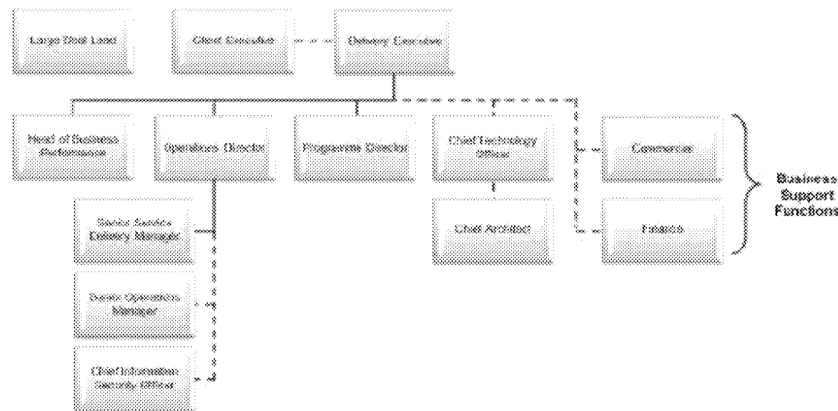 Large Deal Lead
Client Executive
Delivery Executive
Head of Business
Performance
Operations Director
Programme Director
Chief Technology
Officer
Commercial
Business
Support
Functions
Senior Service
Delivery Manager
Chief Architect
Finance
Senior Operations
Manager
Chief Information
Security Officer